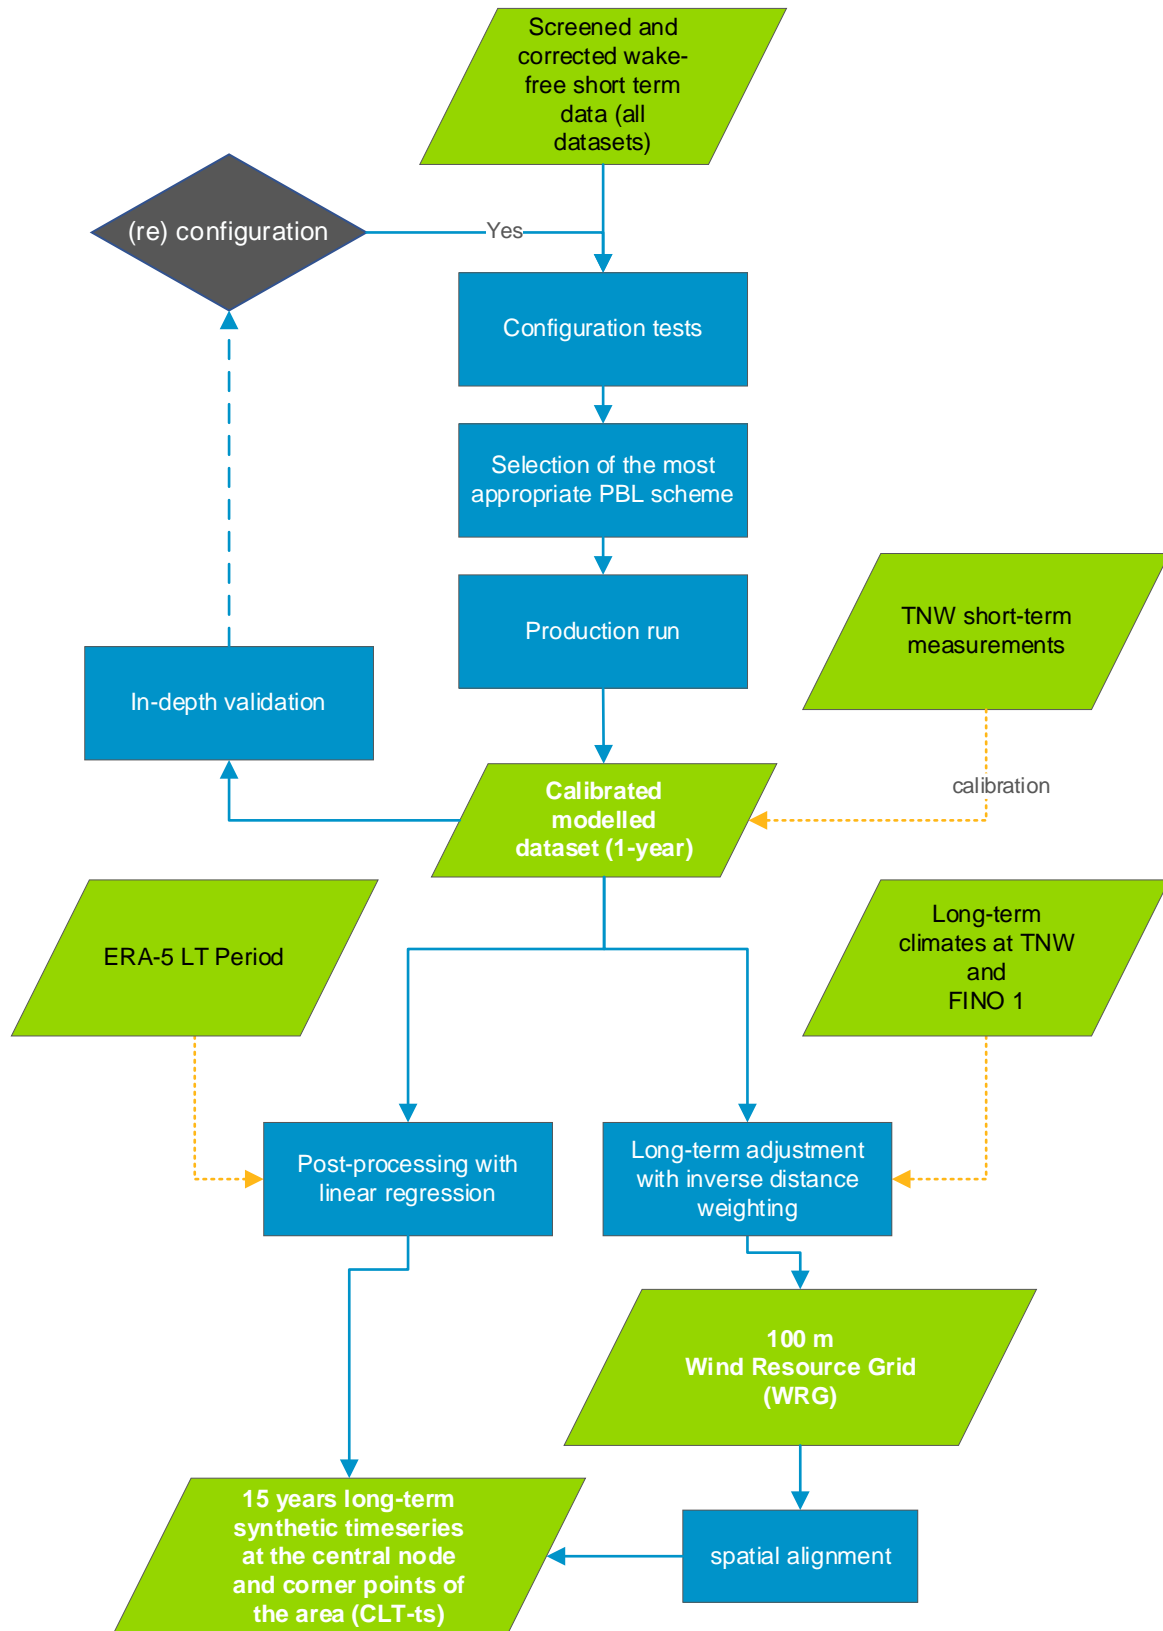 Screened and
corrected wake-
free short term
data (all
datasets)
(re) configuration
Yes
Configuration tests
Selection of the most
appropriate PBL scheme
Production run
TNW short-term
measurements
In-depth validation
calibration
Calibrated
modelled
dataset (1-year)
ERA-5 LT Period
Long-term
climates at TNW
and
FINO 1
Post-processing with
linear regression
Long-term adjustment
with inverse distance
weighting
100 m
Wind Resource Grid
(WRG)
15 years long-term
synthetic timeseries
at the central node
and corner points of
the area (CLT-ts)
spatial alignment